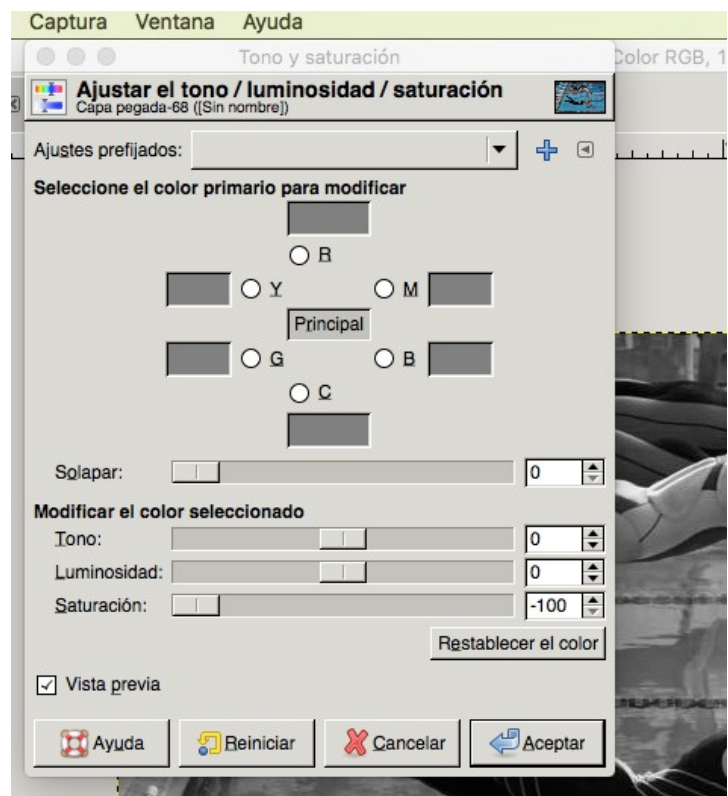 Captura Ventana Ayuda
Tono y saturación
Color RGB, 1
Ajustar el tono / luminosidad / saturación
Capa pegada-68 ([Sin nombre])
Ajustes prefijados:
Seleccione el color primario para modificar
R
Y M
Principal
G B
C
Solapar: 0
Modificar el color seleccionado
Tono: 0
Luminosidad: 0
Saturación: -100
Restablecer el color
Vista previa
Ayuda Reiniciar Cancelar Aceptar